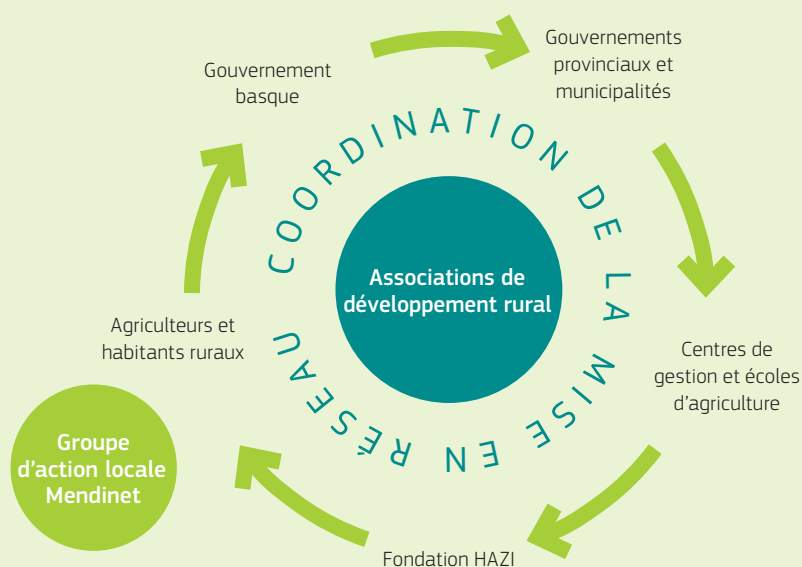 Gouvernement
basque
Gouvernements
provinciaux et
municipalités
COORDINATION DE LA MISE EN RÉSEAU
Associations de
développement rural
Agriculteurs et
habitants ruraux
Centres de
gestion et écoles
d'agriculture
Groupe
d'action locale
Mendinet
Fondation HAZI